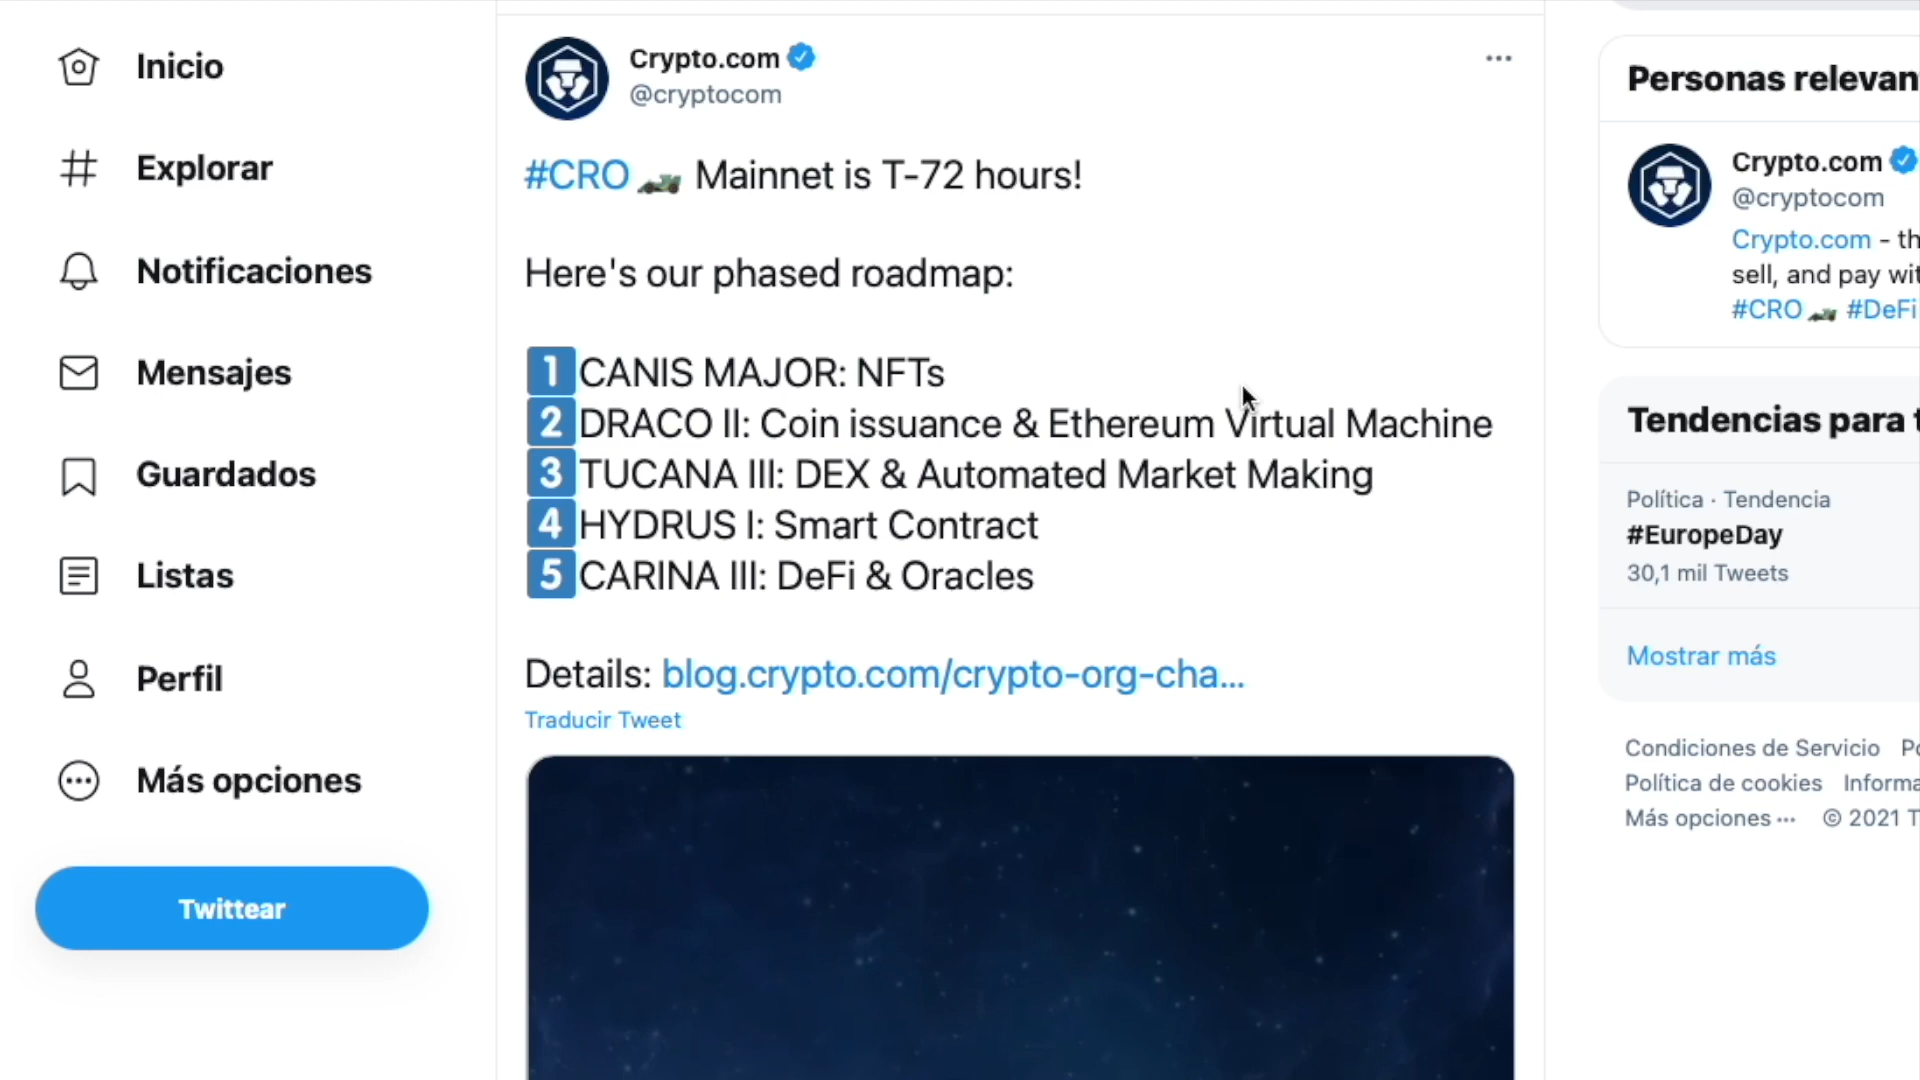 Inicio
Explorar
Notificaciones
Mensajes
Guardados
Listas
Perfil
Más opciones
Twittear
Crypto.com
@cryptocom
#CRO Mainnet is T-72 hours!
Here's our phased roadmap:
1 CANIS MAJOR: NFTs
2 DRACO II: Coin issuance & Ethereum Virtual Machine
3 TUCANA III: DEX & Automated Market Making
4 HYDRUS I: Smart Contract
5 CARINA III: DeFi & Oracles
Details: blog.crypto.com/crypto-org-cha...
Traducir Tweet
Personas relevan
Crypto.com
@cryptocom
Crypto.com - th
sell, and pay wit
#CRO #DeFi
Tendencias para t
Política · Tendencia
#EuropeDay
30,1 mil Tweets
Mostrar más
Condiciones de Servicio
Política de cookies Informa
Más opciones ··· © 2021 T